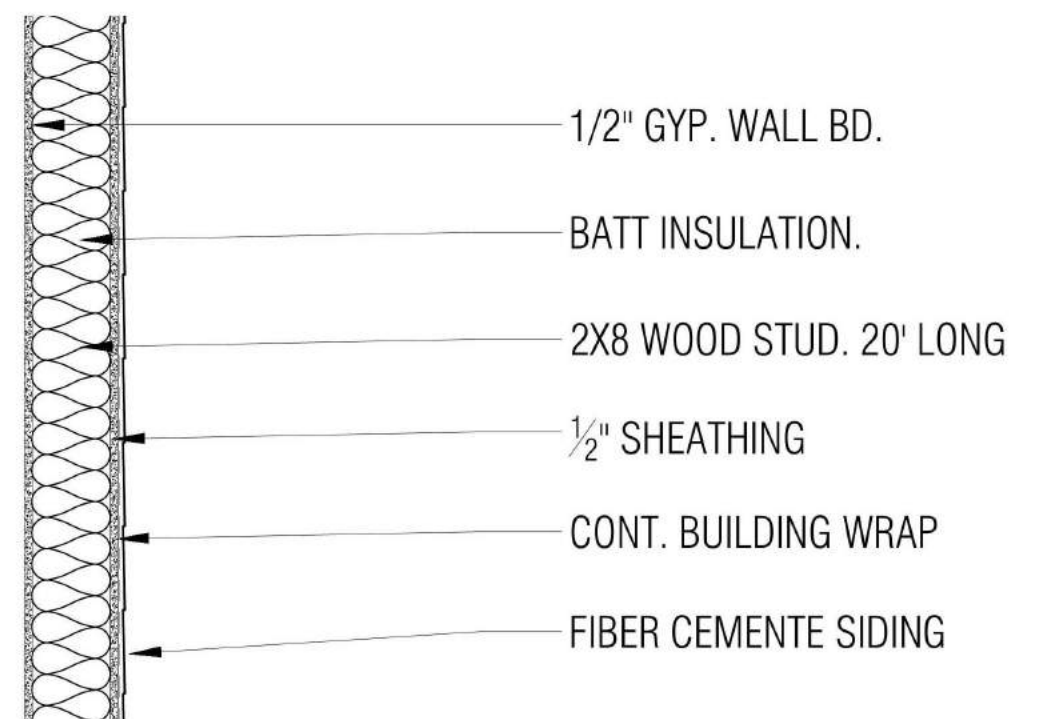 1/2" GYP. WALL BD.
BATT INSULATION.
2X8 WOOD STUD. 20' LONG
½" SHEATHING
CONT. BUILDING WRAP
FIBER CEMENTE SIDING